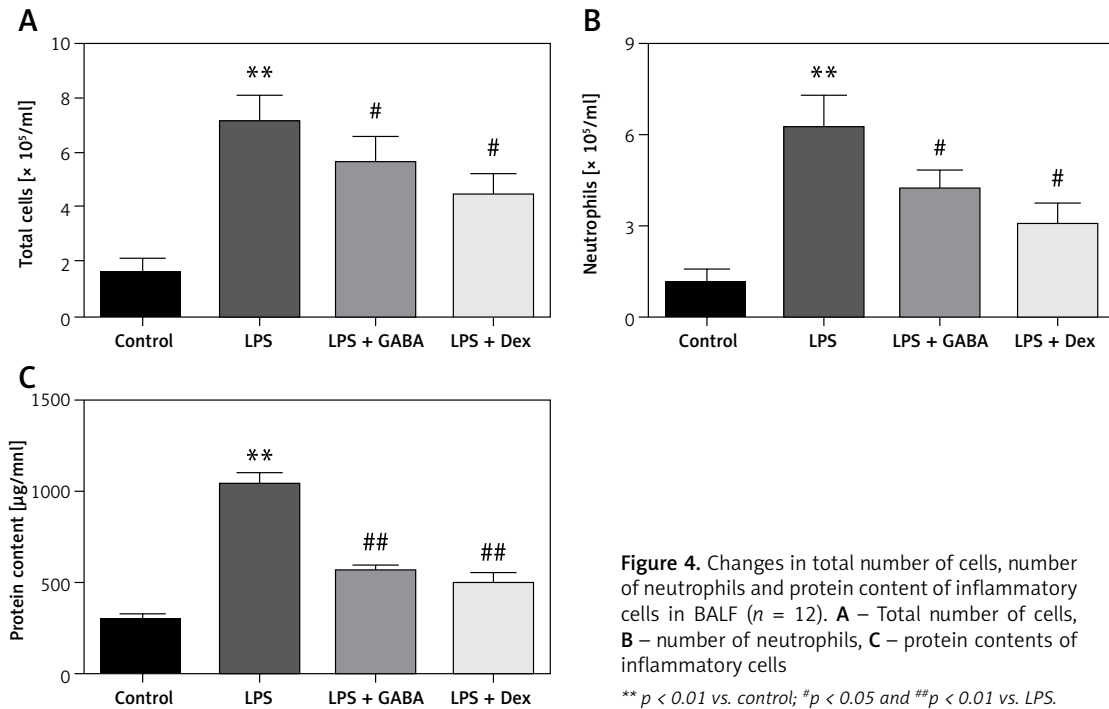 A
Total cells [× 10⁵/ml]
10
8
6
4
2
0
**
#
#
Control LPS LPS + GABA LPS + Dex
B
Neutrophils [× 10⁵/ml]
9
6
3
0
**
#
#
Control LPS LPS + GABA LPS + Dex
C
Protein content [µg/mnl]
1500
1000
500
0
**
##
##
Control LPS LPS + GABA LPS + Dex
Figure 4. Changes in total number of cells, number
of neutrophils and protein content of inflammatory
cells in BALF (n = 12). A – Total number of cells,
B – number of neutrophils, C – protein contents of
inflammatory cells
** p < 0.01 vs. control; #p < 0.05 and ##p < 0.01 vs. LPS.